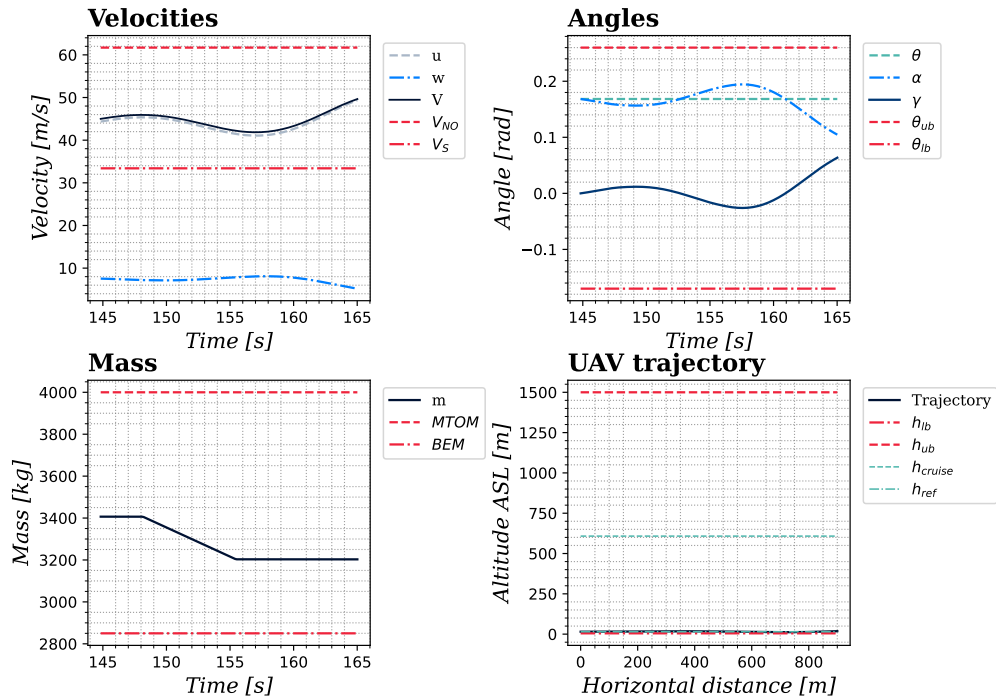 Velocities
Velocity [m/s]
60
50
40
30
20
10
145 150 155 160 165
Time [s]
u
w
V
V_NO
V_S
Angles
Angle [rad]
0.2
0.1
0.0
−0.1
145 150 155 160 165
Time [s]
θ
α
γ
θ_ub
θ_lb
Mass
Mass [kg]
4000
3800
3600
3400
3200
3000
2800
145 150 155 160 165
Time [s]
m
MTOM
BEM
UAV trajectory
Altitude ASL [m]
1500
1250
1000
750
500
250
0
0 200 400 600 800
Horizontal distance [m]
Trajectory
h_lb
h_ub
h_cruise
h_ref